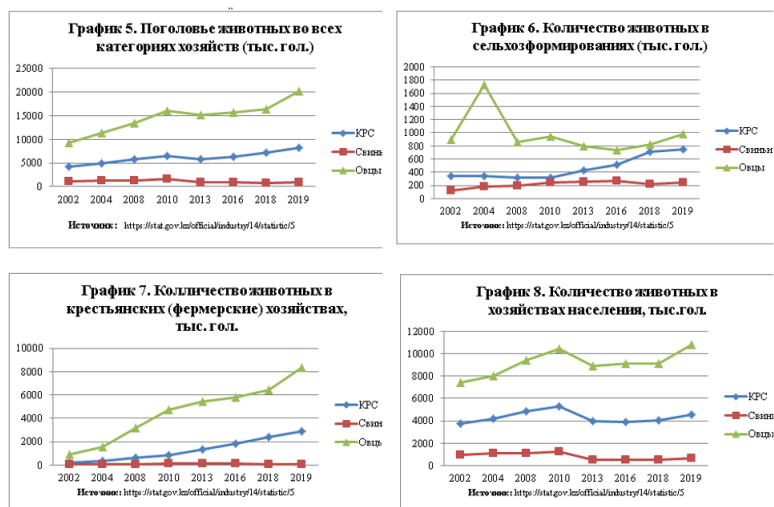 График 5. Поголовье животных во всех
категориях хозяйств (тыс. гол.)
25000
20000
15000
10000
5000
0
2002 2004 2008 2010 2013 2016 2018 2019
КРС
Свинь
Овцы
Источник: https://stat.gov.kz/official/industry/14/statistic/5
График 6. Количество животных в
сельхозформированиях (тыс. гол.)
2000
1800
1600
1400
1200
1000
800
600
400
200
0
2002 2004 2008 2010 2013 2016 2018 2019
КРС
Свиньи
Овцы
Источник: https://stat.gov.kz/official/industry/14/statistic/5
График 7. Колличество животных в
крестьянских (фермерские) хозяйствах,
тыс. гол.
10000
8000
6000
4000
2000
0
2002 2004 2008 2010 2013 2016 2018 2019
КРС
Свин
Овць
Источник: https://stat.gov.kz/official/industry/14/statistic/5
График 8. Количество животных в
хозяйствах населения, тыс.гол.
12000
10000
8000
6000
4000
2000
0
2002 2004 2008 2010 2013 2016 2018 2019
КРС
Свинь
Овцы
Источник: https://stat.gov.kz/official/industry/14/statistic/5